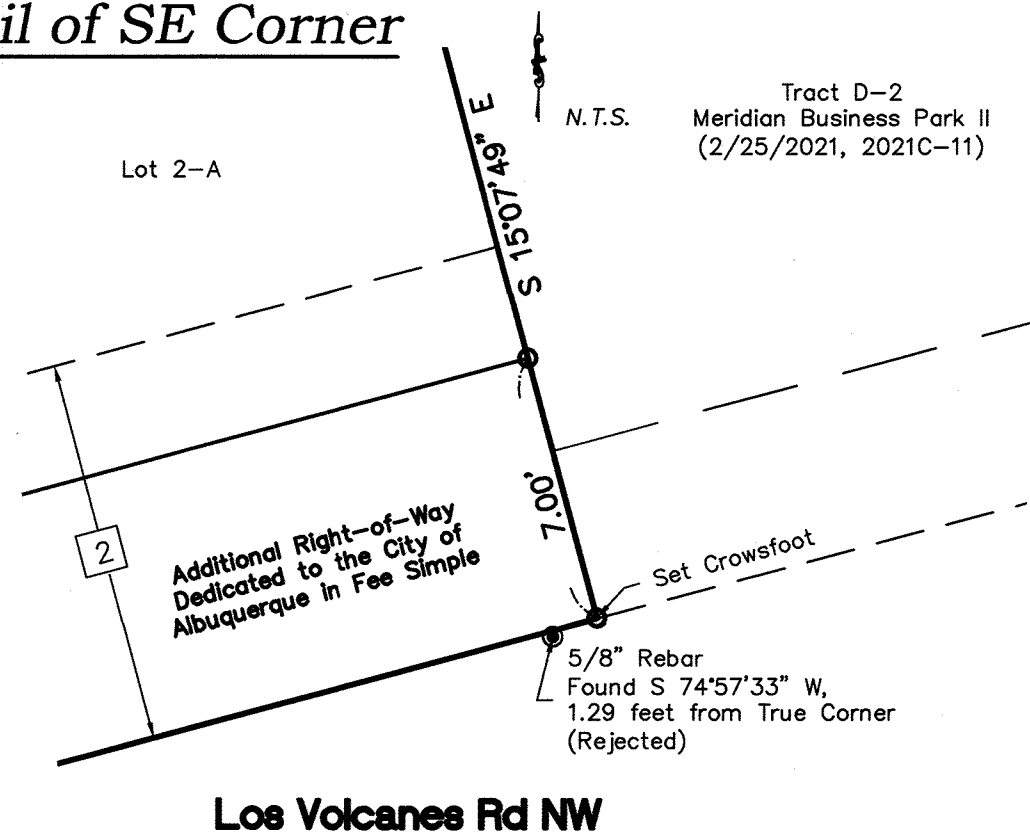 il of SE Corner
N.T.S.
Tract D-2
Meridian Business Park II
(2/25/2021, 2021C-11)
Lot 2-A
S 15°07'49" E
7.00'
2
Additional Right-of-Way
Dedicated to the City of
Albuquerque in Fee Simple
Set Crowsfoot
5/8" Rebar
Found S 74°57'33" W,
1.29 feet from True Corner
(Rejected)
Los Volcanes Rd NW